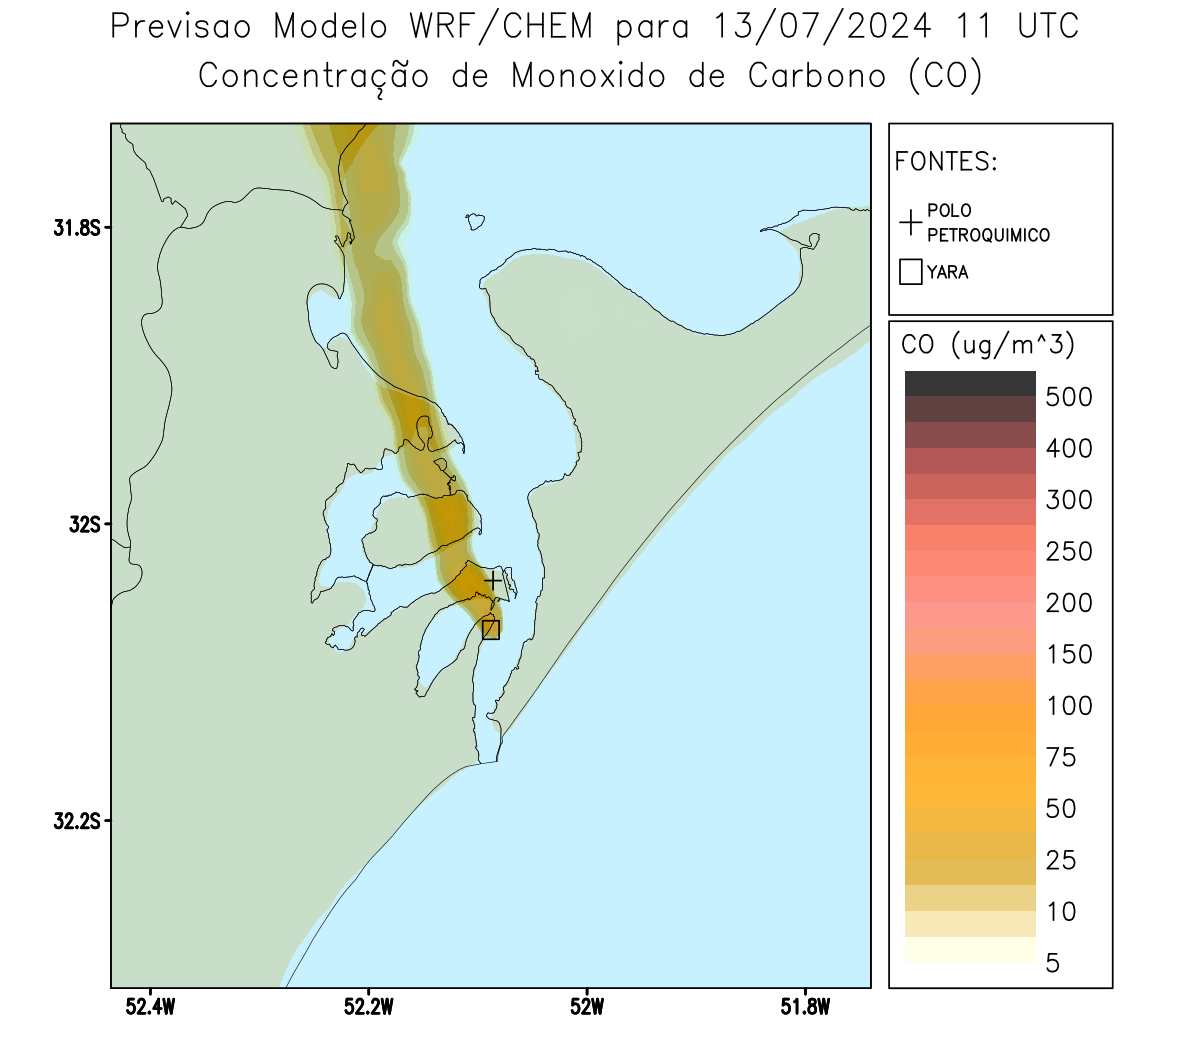 Previsao Modelo WRF/CHEM para 13/07/2024 11 UTC
Concentração de Monoxido de Carbono (CO)
FONTES:
POLO
PETROQUIMICO
YARA
31.8S
32S
32.2S
52.4W
52.2W
52W
51.8W
CO (ug/m^3)
500
400
300
250
200
150
100
75
50
25
10
5